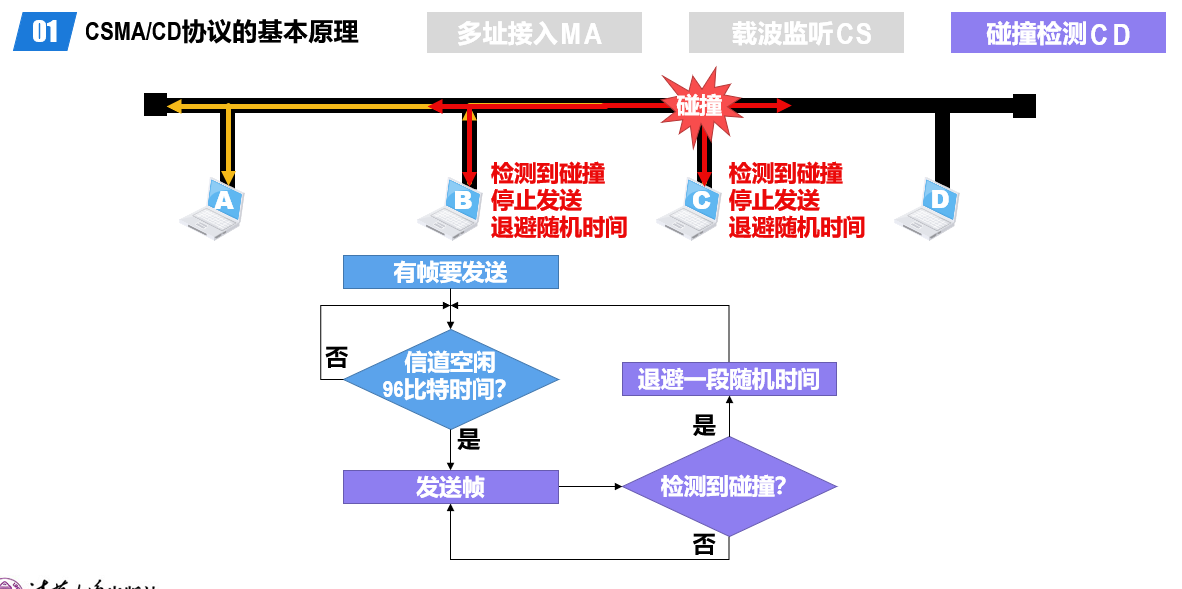 01 CSMA/CD协议的基本原理
多址接入MA
载波监听CS
碰撞检测CD
碰撞
A
B
检测到碰撞
停止发送
退避随机时间
C
检测到碰撞
停止发送
退避随机时间
D
有帧要发送
否
信道空闲
96比特时间？
是
发送帧
退避一段随机时间
是
检测到碰撞？
否